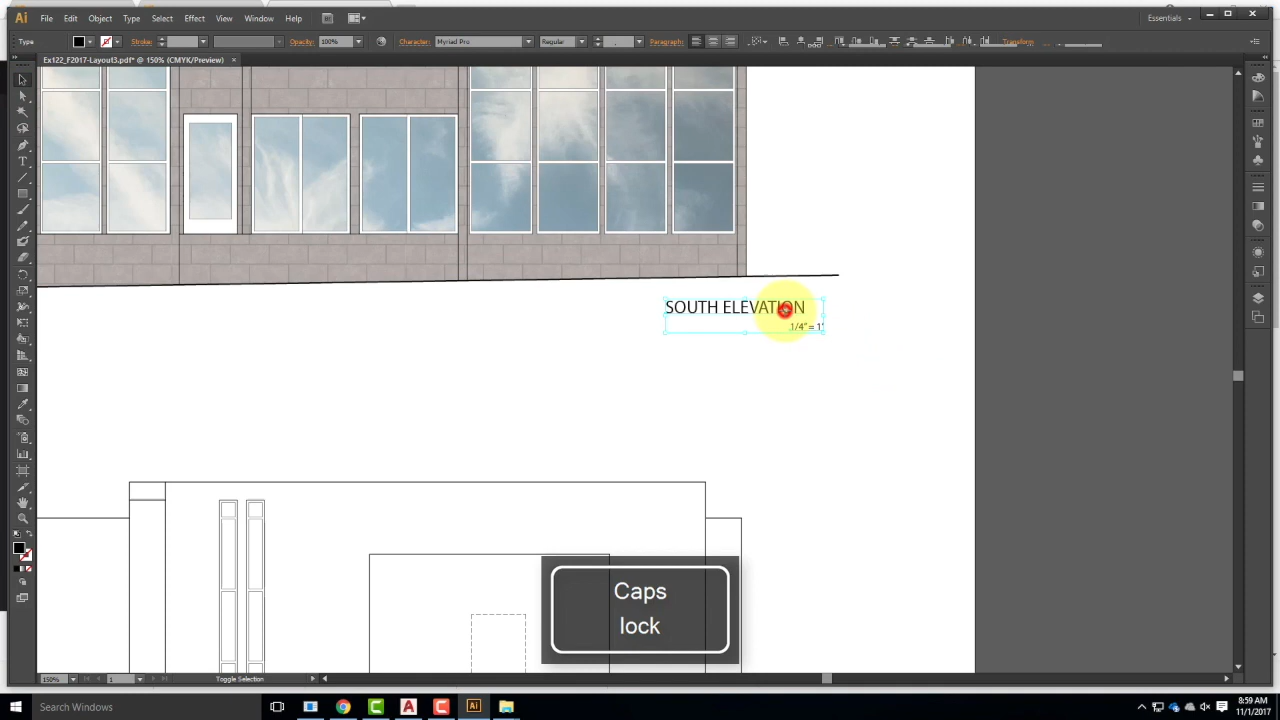 Ai File Edit Object Type Select Effect View Window Help Essentials
Type Stroke: Opacity: 100% Character: Myriad Pro Regular Paragraph: Transform
Ex122_F2017-Layout3.pdf* @ 150% (CMYK/Preview)
SOUTH ELEVATION
1/4" = 1'
Caps
lock
150% 1 Toggle Selection
Search Windows
8:59 AM
11/1/2017